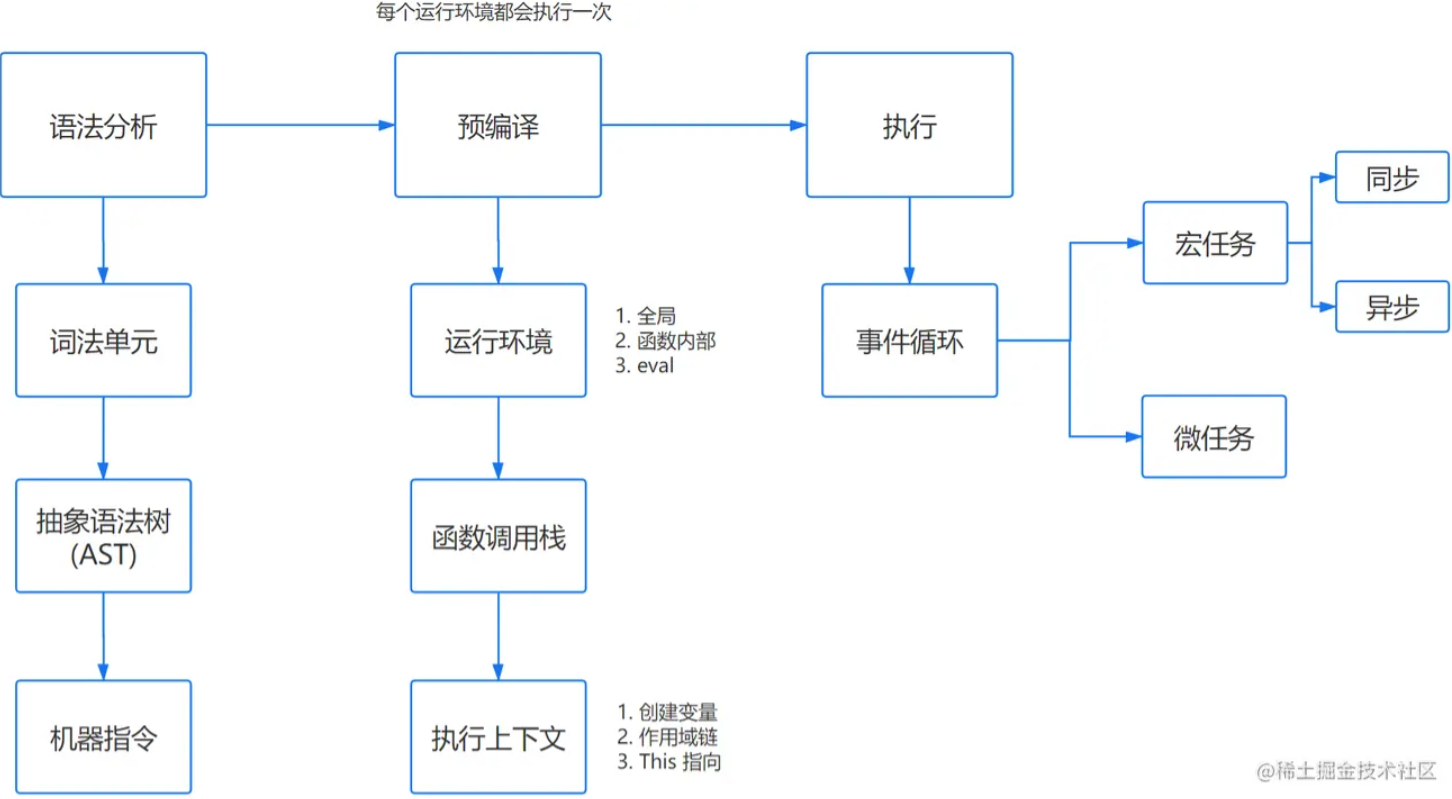 每个运行环境都会执行一次
语法分析
预编译
执行
同步
宏任务
异步
词法单元
运行环境
1. 全局
2. 函数内部
3. eval
事件循环
微任务
抽象语法树
(AST)
函数调用栈
机器指令
执行上下文
1. 创建变量
2. 作用域链
3. This 指向
@稀土掘金技术社区